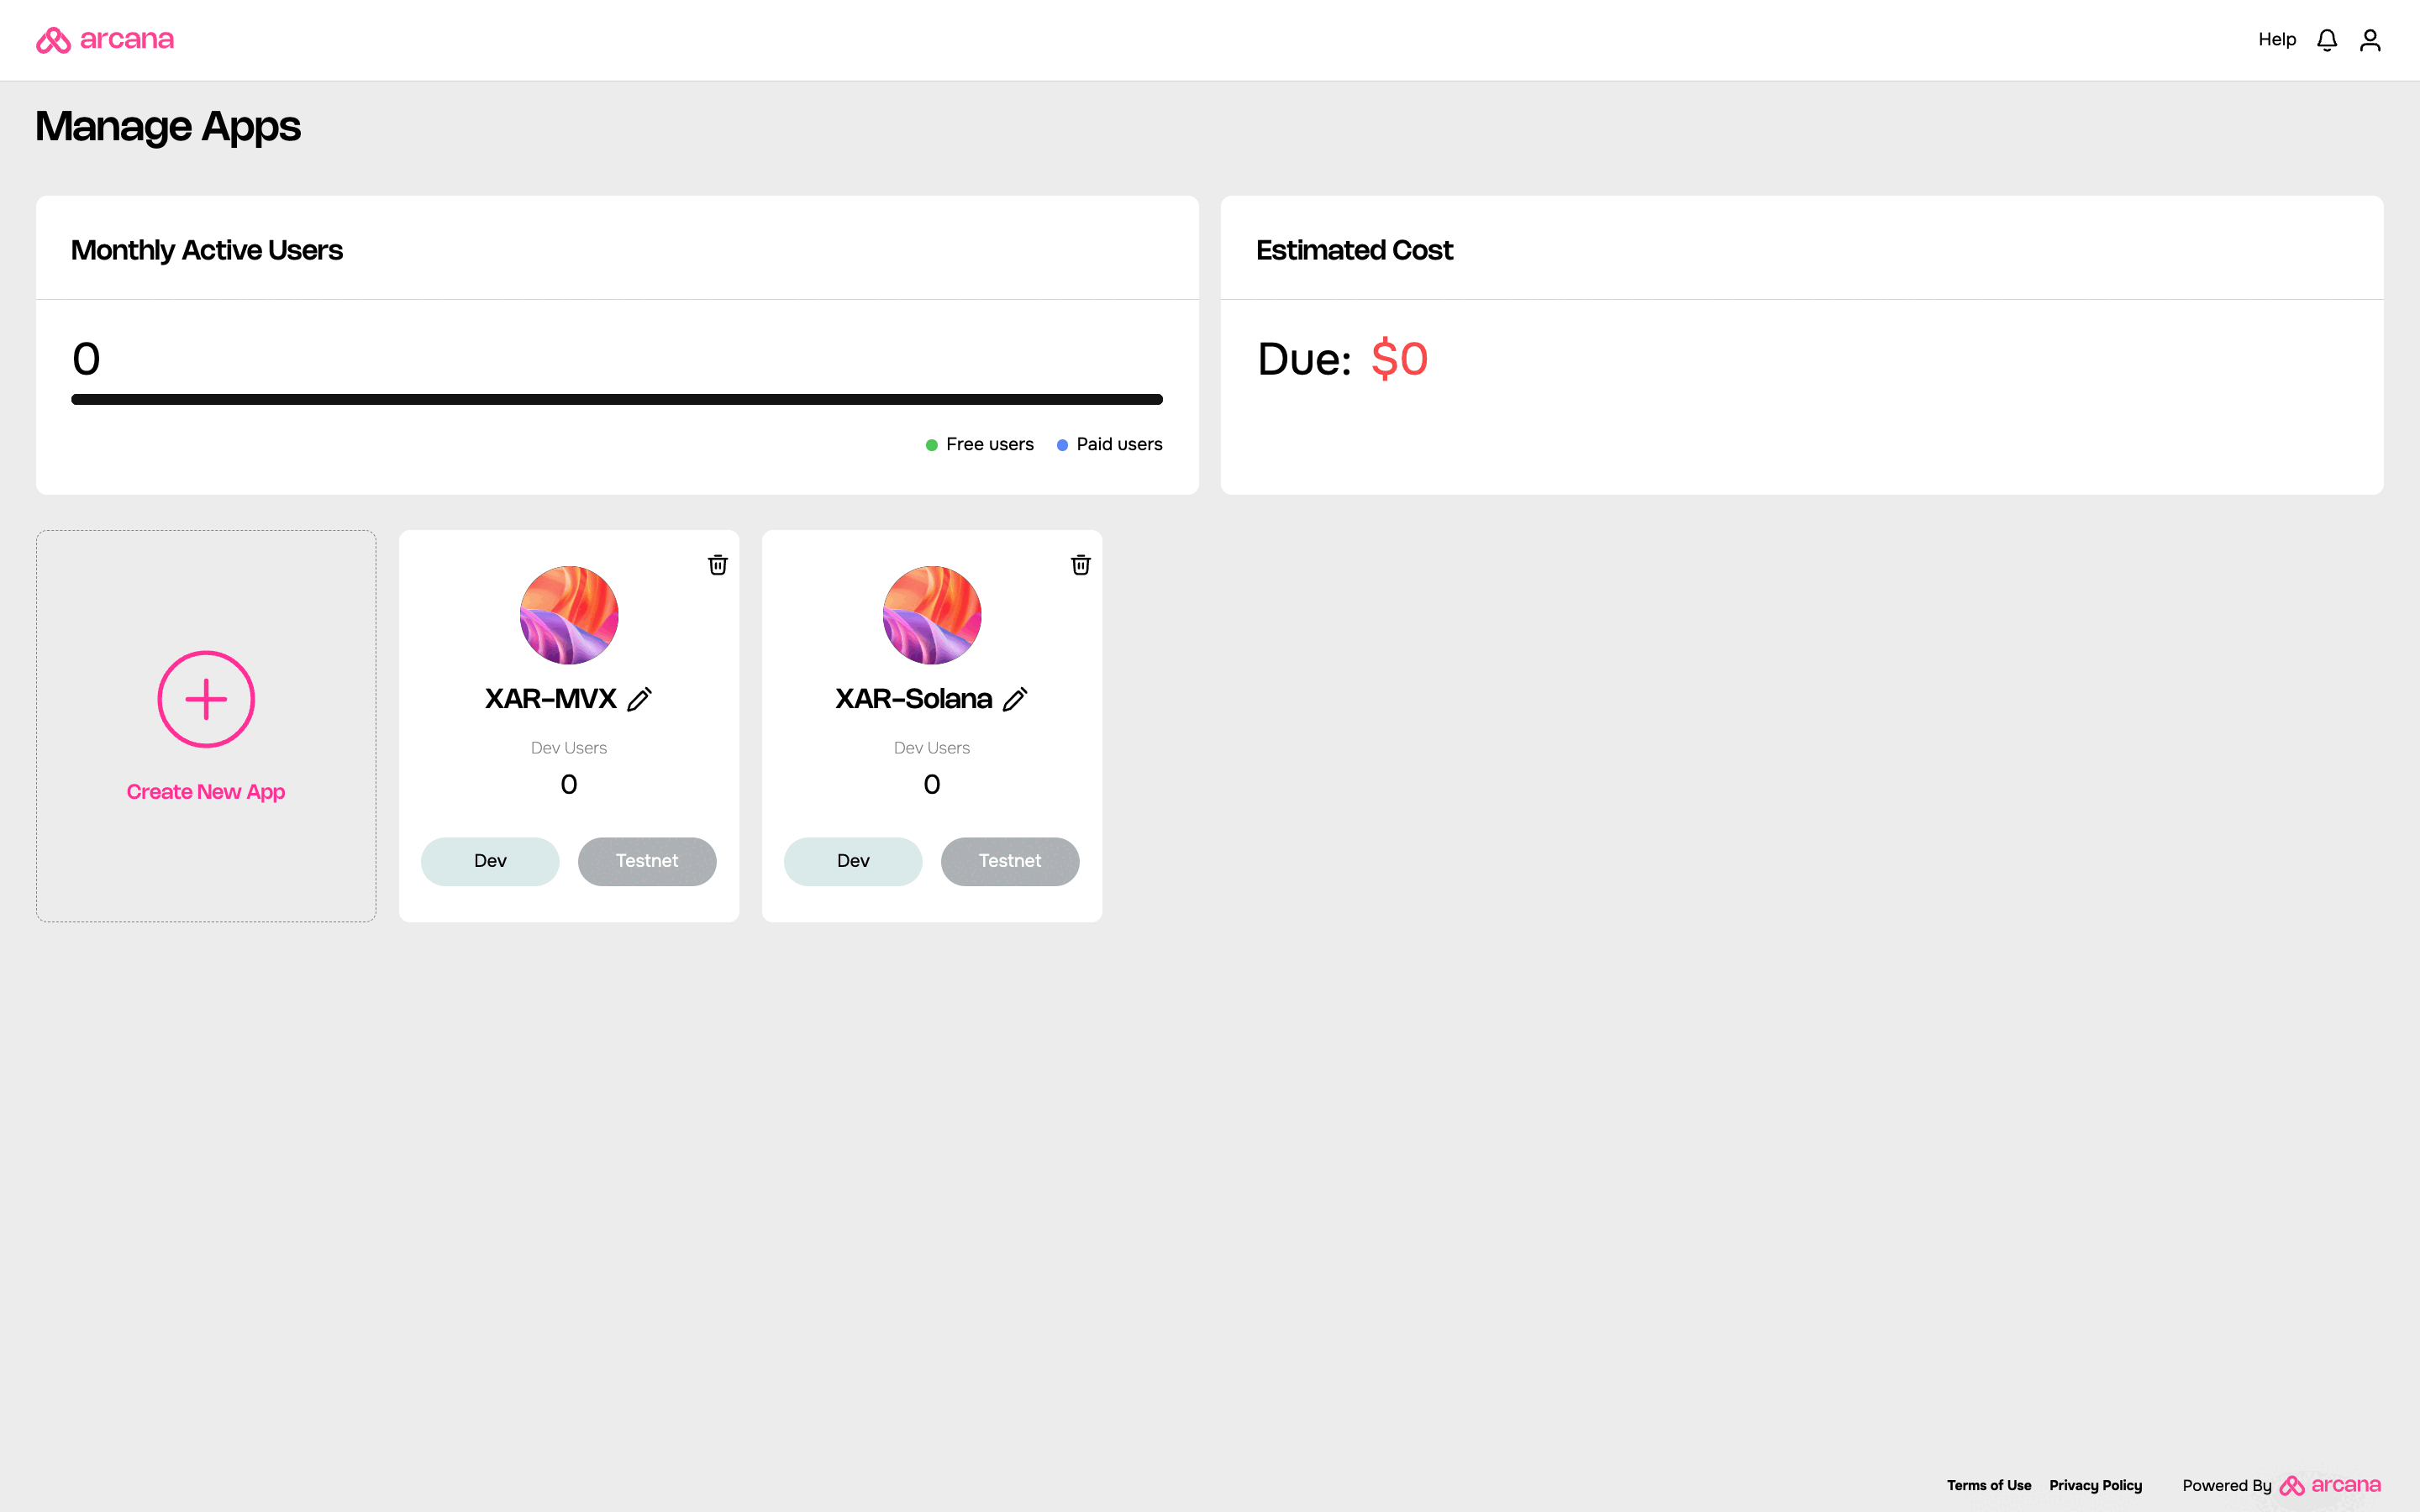 arcana
Help
Manage Apps
Monthly Active Users
0
Free users
Paid users
Estimated Cost
Due: $0
Create New App
XAR-MVX
Dev Users
0
Dev
Testnet
XAR-Solana
Dev Users
0
Dev
Testnet
Terms of Use
Privacy Policy
Powered By arcana